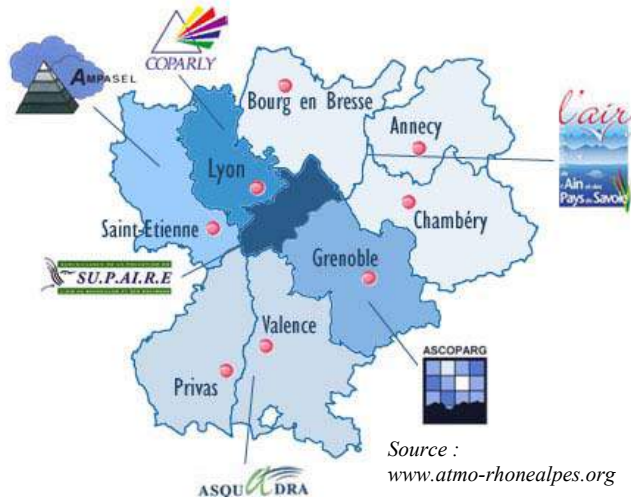 COPARLY
AMPASEL
Bourg en Bresse
Annecy
l'air
de
l'Ain et des
Pays de Savoie
Lyon
Chambéry
Saint-Etienne
Grenoble
SU.P.AI.R.E
Valence
ASCOPARG
Privas
Source :
www.atmo-rhonealpes.org
ASQUADRA